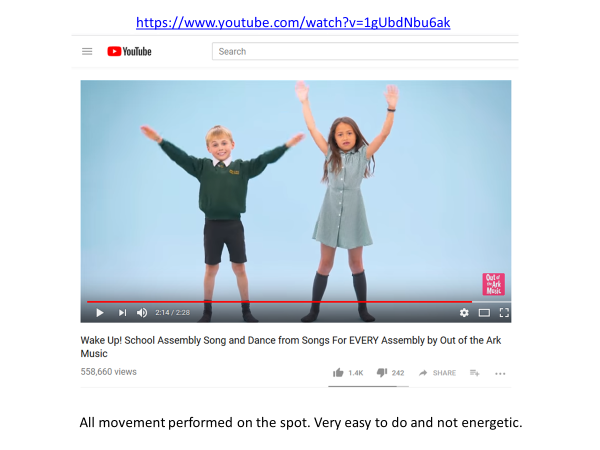 https://www.youtube.com/watch?v=1gUbdNbu6ak
YouTube
Search
Out of
the Ark
Music
2:14 / 2:28
Wake Up! School Assembly Song and Dance from Songs For EVERY Assembly by Out of the Ark
Music
558,660 views
1.4K 242 SHARE
All movement performed on the spot. Very easy to do and not energetic.